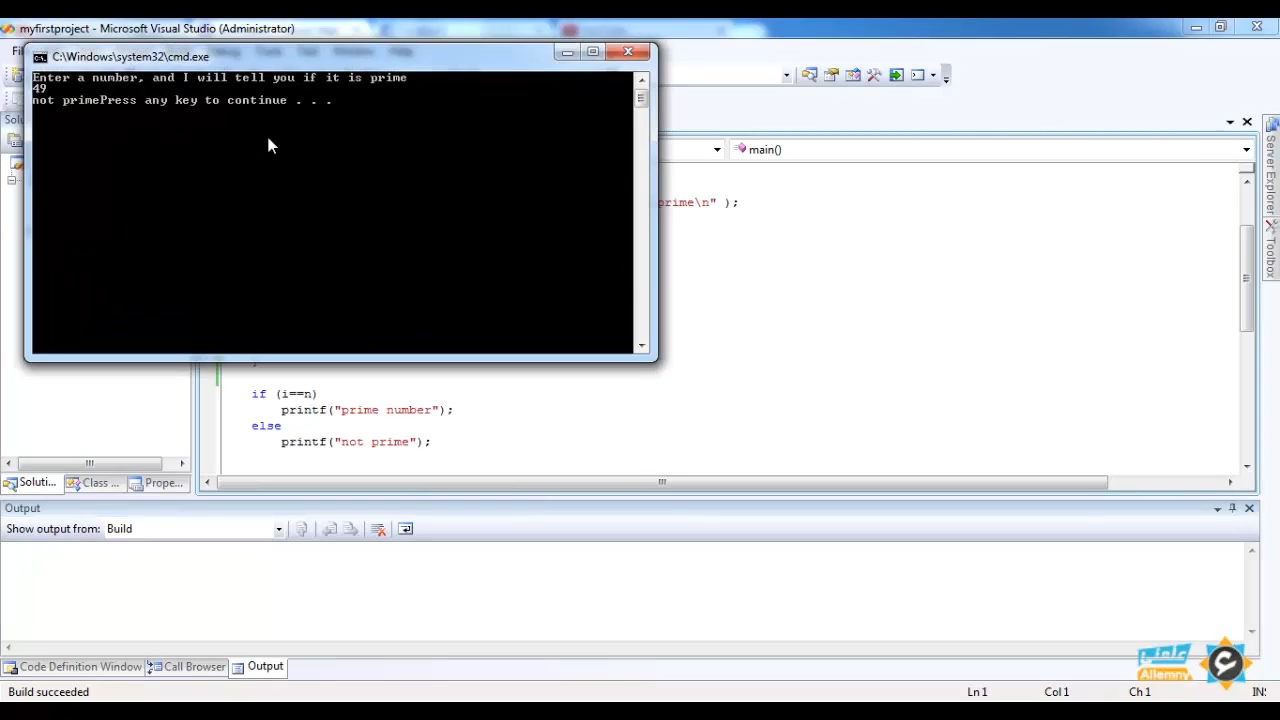 myfirstproject - Microsoft Visual Studio (Administrator)
C:\Windows\system32\cmd.exe
Enter a number, and I will tell you if it is prime
49
not primePress any key to continue . . .
main()
prime\n" );
if (i==n)
printf("prime number");
else
printf("not prime");
Server Explorer
Toolbox
Soluti...
Class ...
Prope...
Output
Show output from: Build
Code Definition Window
Call Browser
Output
علمني
Allemny
Build succeeded
Ln 1
Col 1
Ch 1